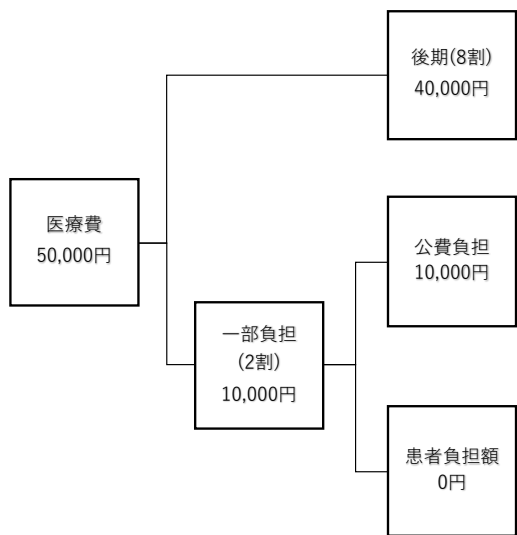 後期(8割)
40,000円
医療費
50,000円
公費負担
10,000円
一部負担
(2割)
10,000円
患者負担額
0円